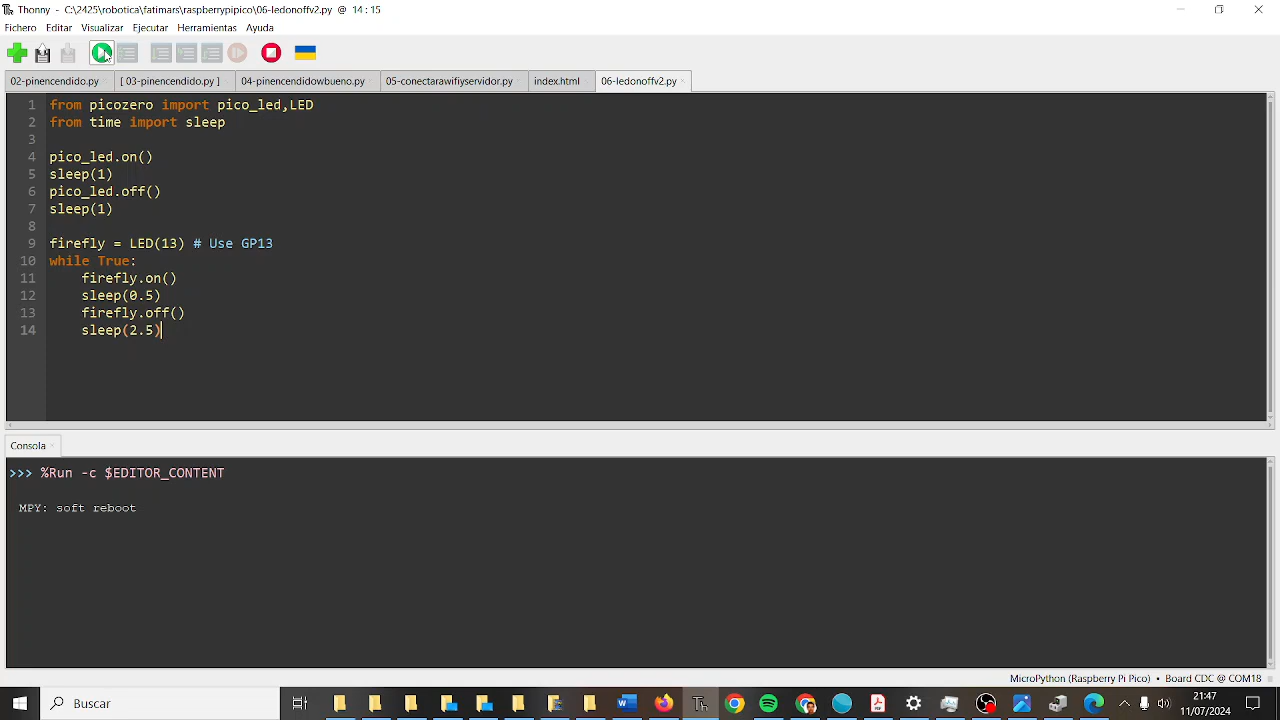 Thonny - C:\2425\robotica\fatimars\raspberrypipico\06-ledonoffv2.py @ 14:15
Fichero Editar Visualizar Ejecutar Herramientas Ayuda
02-pinencendido.py [ 03-pinencendido.py ] 04-pinencendidowbueno.py 05-conectarawifiyservidor.py index.html 06-ledonoffv2.py
1 from picozero import pico_led,LED
2 from time import sleep
3
4 pico_led.on()
5 sleep(1)
6 pico_led.off()
7 sleep(1)
8
9 firefly = LED(13) # Use GP13
10 while True:
11 firefly.on()
12 sleep(0.5)
13 firefly.off()
14 sleep(2.5)
Consola
>>> %Run -c $EDITOR_CONTENT
MPY: soft reboot
MicroPython (Raspberry Pi Pico) • Board CDC @ COM18
Buscar
21:47
11/07/2024